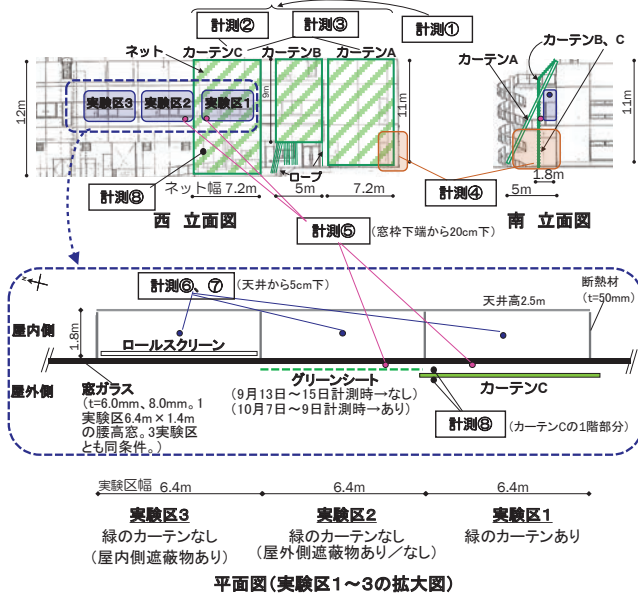 計測② 計測③ 計測①
ネット カーテンC カーテンB カーテンA
カーテンB、C
カーテンA
12m 実験区3 実験区2 実験区1 9m 11m 11m
ロープ
計測⑧ ネット幅 7.2m 5m 7.2m 計測④ 1.8m
5m
西 立面図 南 立面図
計測⑤ (窓枠下端から20cm下)
計測⑥、⑦ (天井から5cm下)
断熱材
(t=50mm)
天井高2.5m
屋内側 1.8m
ロールスクリーン
屋外側
窓ガラス
(t=6.0mm、8.0mm。1
実験区6.4m×1.4m
の腰高窓。3実験区
とも同条件。)
グリーンシート
(9月13日~15日計測時→なし)
(10月7日~9日計測時→あり)
カーテンC
計測⑧ (カーテンCの1階部分)
実験区幅 6.4m 6.4m 6.4m
実験区3 実験区2 実験区1
緑のカーテンなし 緑のカーテンなし 緑のカーテンあり
(屋内側遮蔽物あり) (屋外側遮蔽物あり/なし)
平面図(実験区1~3の拡大図)